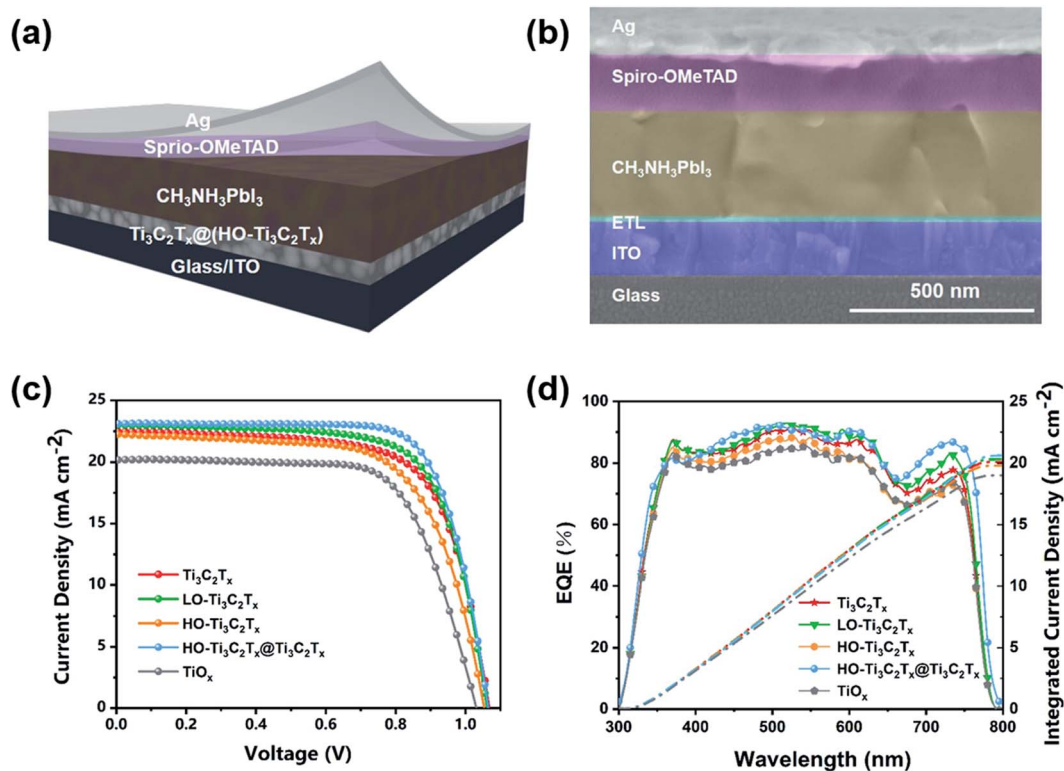 (a)
Ag
Sprio-OMeTAD
CH₃NH₃PbI₃
Ti₃C₂Tₓ@(HO-Ti₃C₂Tₓ)
Glass/ITO
(b)
Ag
Spiro-OMeTAD
CH₃NH₃PbI₃
ETL
ITO
Glass
500 nm
(c)
Current Density (mA cm⁻²)
25
20
15
10
5
0
0.0 0.2 0.4 0.6 0.8 1.0
Voltage (V)
Ti₃C₂Tₓ
LO-Ti₃C₂Tₓ
HO-Ti₃C₂Tₓ
HO-Ti₃C₂Tₓ@Ti₃C₂Tₓ
TiOₓ
(d)
EQE (%)
100
80
60
40
20
0
300 400 500 600 700 800
Wavelength (nm)
25
20
15
10
5
0
Integrated Current Density (mA cm⁻²)
Ti₃C₂Tₓ
LO-Ti₃C₂Tₓ
HO-Ti₃C₂Tₓ
HO-Ti₃C₂Tₓ@Ti₃C₂Tₓ
TiOₓ